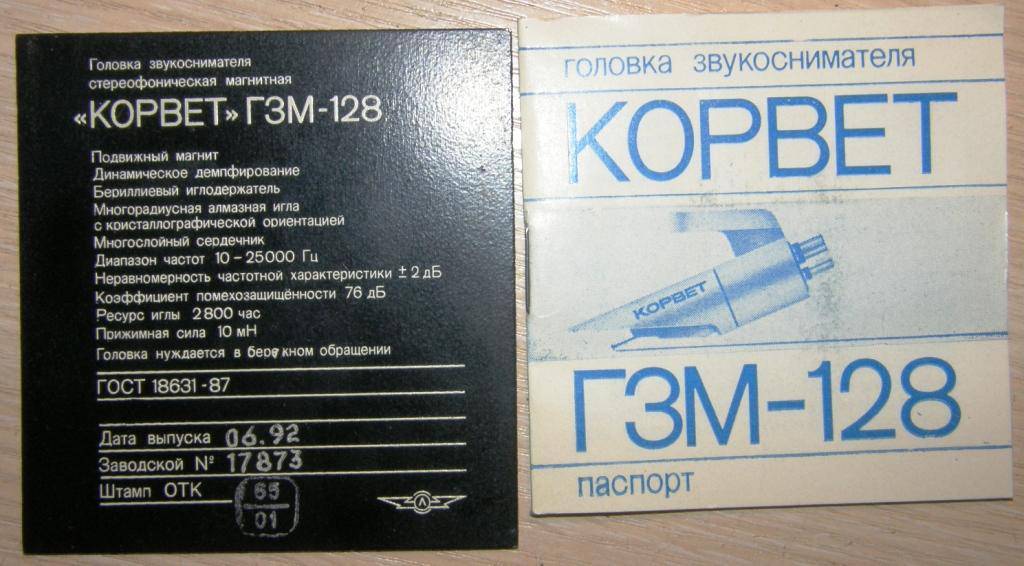 Головка звукоснимателя
стереофоническая магнитная
«КОРВЕТ» ГЗМ-128
Подвижный магнит
Динамическое демпфирование
Бериллиевый иглодержатель
Многорадиусная алмазная игла
с кристаллографической ориентацией
Многослойный сердечник
Диапазон частот 10-25000 Гц
Неравномерность частотной характеристики ± 2 дБ
Коэффициент помехозащищённости 76 дБ
Ресурс иглы 2800 час
Прижимная сила 10 мН
Головка нуждается в бережном обращении
ГОСТ 18631-87
Дата выпуска 06.92
Заводской № 17873
Штамп ОТК 65
01
Л
головка звукоснимателя
КОРВЕТ
КОРВЕТ
ГЗМ-128
паспорт